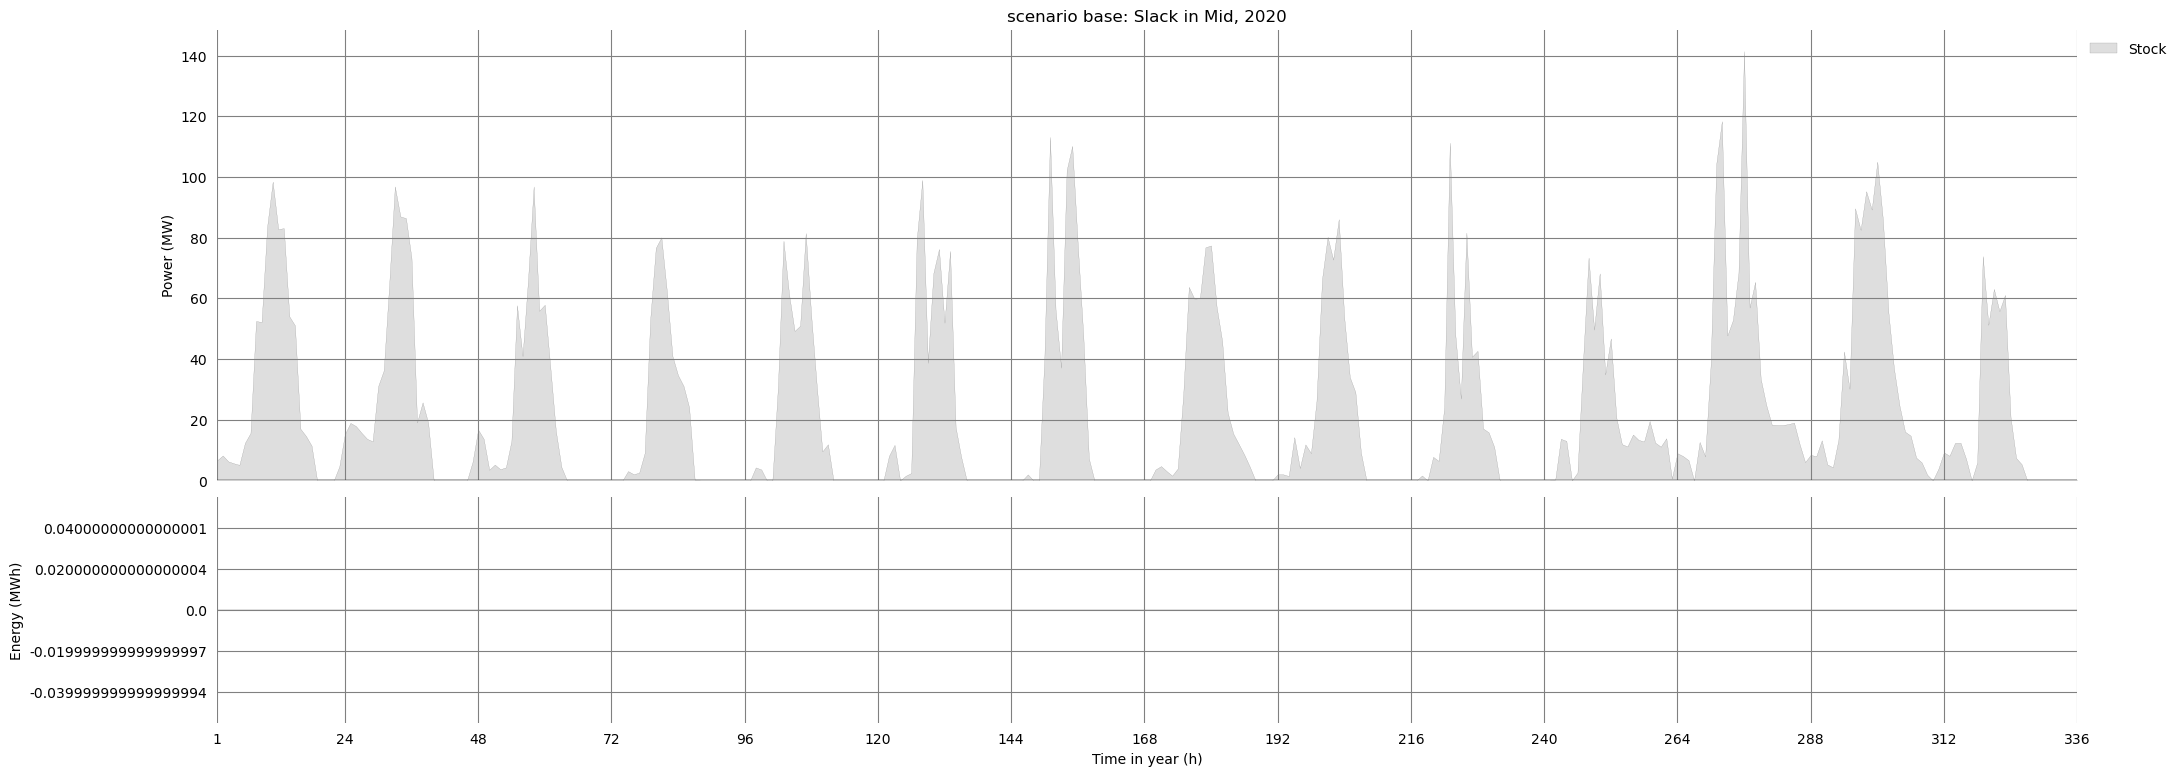 scenario base: Slack in Mid, 2020
Stock
Power (MW)
140
120
100
80
60
40
20
0
Energy (MWh)
0.040000000000000001
0.020000000000000004
0.0
-0.019999999999999997
-0.039999999999999994
1 24 48 72 96 120 144 168 192 216 240 264 288 312 336
Time in year (h)